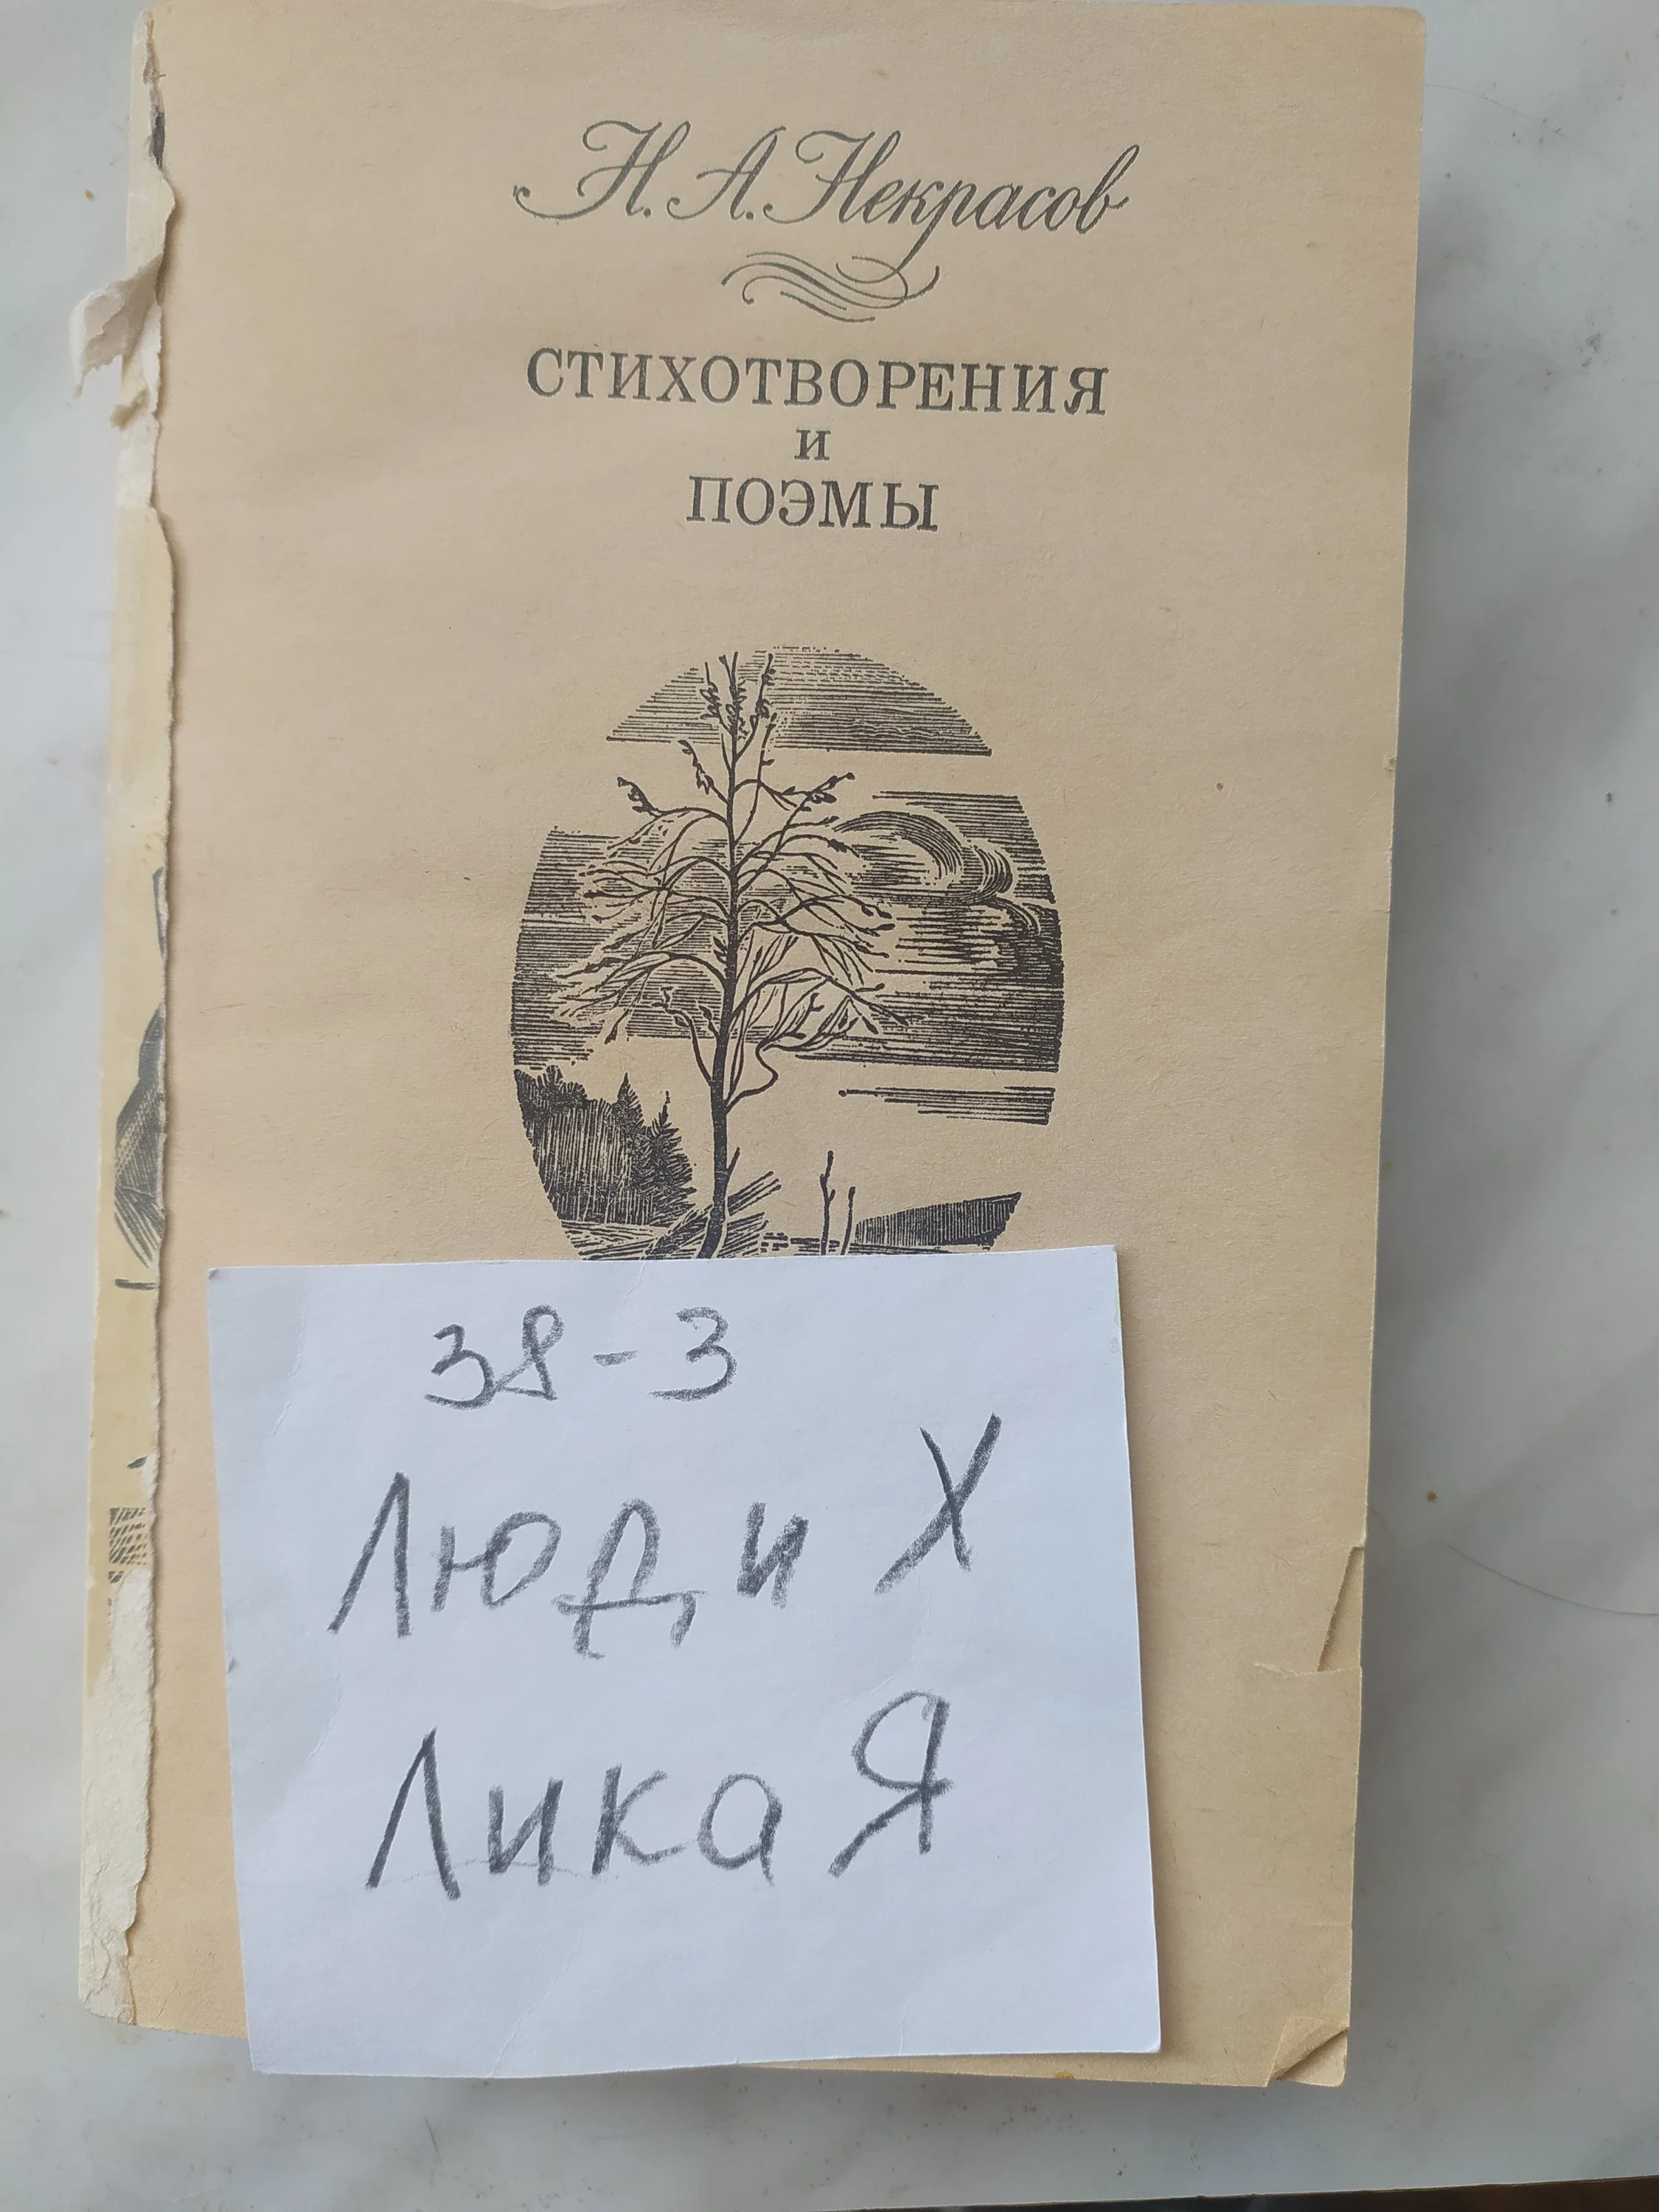 Н. А. Некрасов
СТИХОТВОРЕНИЯ
и
ПОЭМЫ
38-3
Люди Х
Лика Я